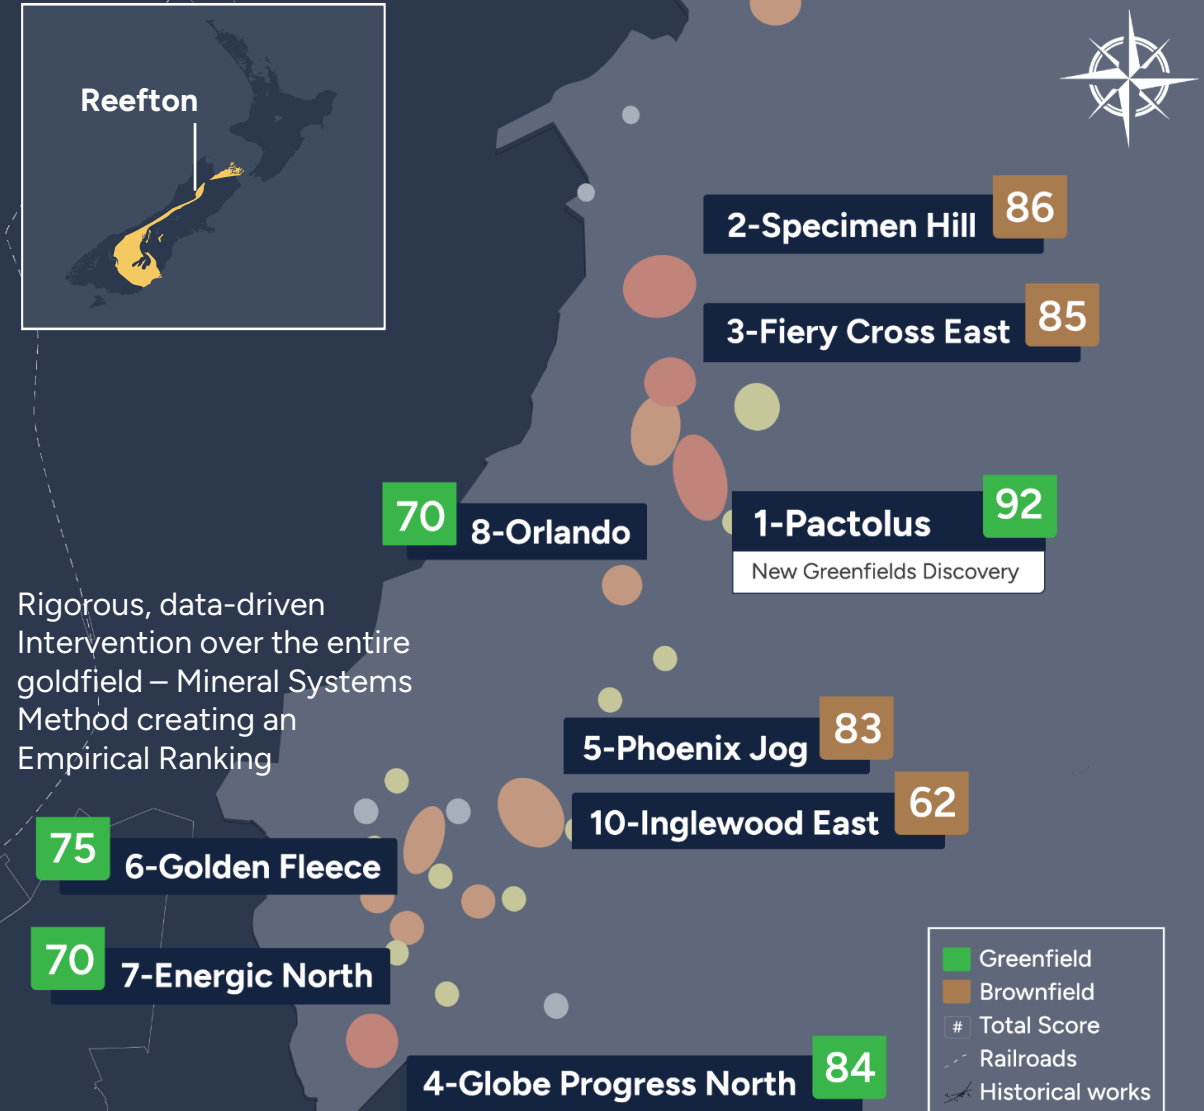 Reefton
2-Specimen Hill
86
3-Fiery Cross East
85
70
8-Orlando
1-Pactolus
92
New Greenfields Discovery
Rigorous, data-driven
Intervention over the entire
goldfield – Mineral Systems
Method creating an
Empirical Ranking
5-Phoenix Jog
83
10-Inglewood East
62
75
6-Golden Fleece
70
7-Energic North
4-Globe Progress North
84
Greenfield
Brownfield
# Total Score
Railroads
Historical works